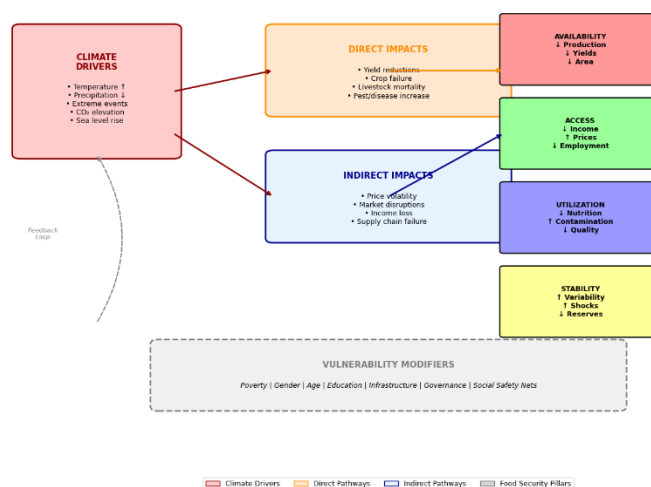 CLIMATE
DRIVERS
• Temperature ↑
• Precipitation ↓
• Extreme events
• CO₂ elevation
• Sea level rise
DIRECT IMPACTS
• Yield reductions
• Crop failure
• Livestock mortality
• Pest/disease increase
INDIRECT IMPACTS
• Price volatility
• Market disruptions
• Income loss
• Supply chain failure
AVAILABILITY
↓ Production
↓ Yields
↓ Area
ACCESS
↓ Income
↑ Prices
↓ Employment
UTILIZATION
↓ Nutrition
↑ Contamination
↓ Quality
STABILITY
↑ Variability
↑ Shocks
↓ Reserves
Feedback
Loop
VULNERABILITY MODIFIERS
Poverty | Gender | Age | Education | Infrastructure | Governance | Social Safety Nets
Climate Drivers Direct Pathways Indirect Pathways Food Security Pillars